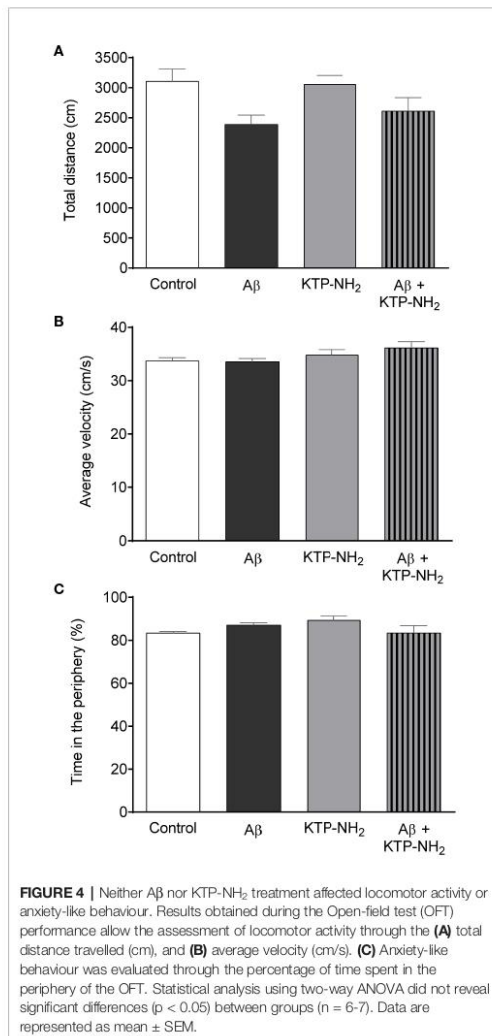 A
Total distance (cm)
3500
3000
2500
2000
1500
1000
500
0
Control
Aβ
KTP-NH₂
Aβ +
KTP-NH₂
B
Average velocity (cm/s)
40
30
20
10
0
Control
Aβ
KTP-NH₂
Aβ +
KTP-NH₂
C
Time in the periphery (%)
100
80
60
40
20
0
Control
Aβ
KTP-NH₂
Aβ +
KTP-NH₂
FIGURE 4 | Neither Aβ nor KTP-NH₂ treatment affected locomotor activity or
anxiety-like behaviour. Results obtained during the Open-field test (OFT)
performance allow the assessment of locomotor activity through the (A) total
distance travelled (cm), and (B) average velocity (cm/s). (C) Anxiety-like
behaviour was evaluated through the percentage of time spent in the
periphery of the OFT. Statistical analysis using two-way ANOVA did not reveal
significant differences (p < 0.05) between groups (n = 6-7). Data are
represented as mean ± SEM.